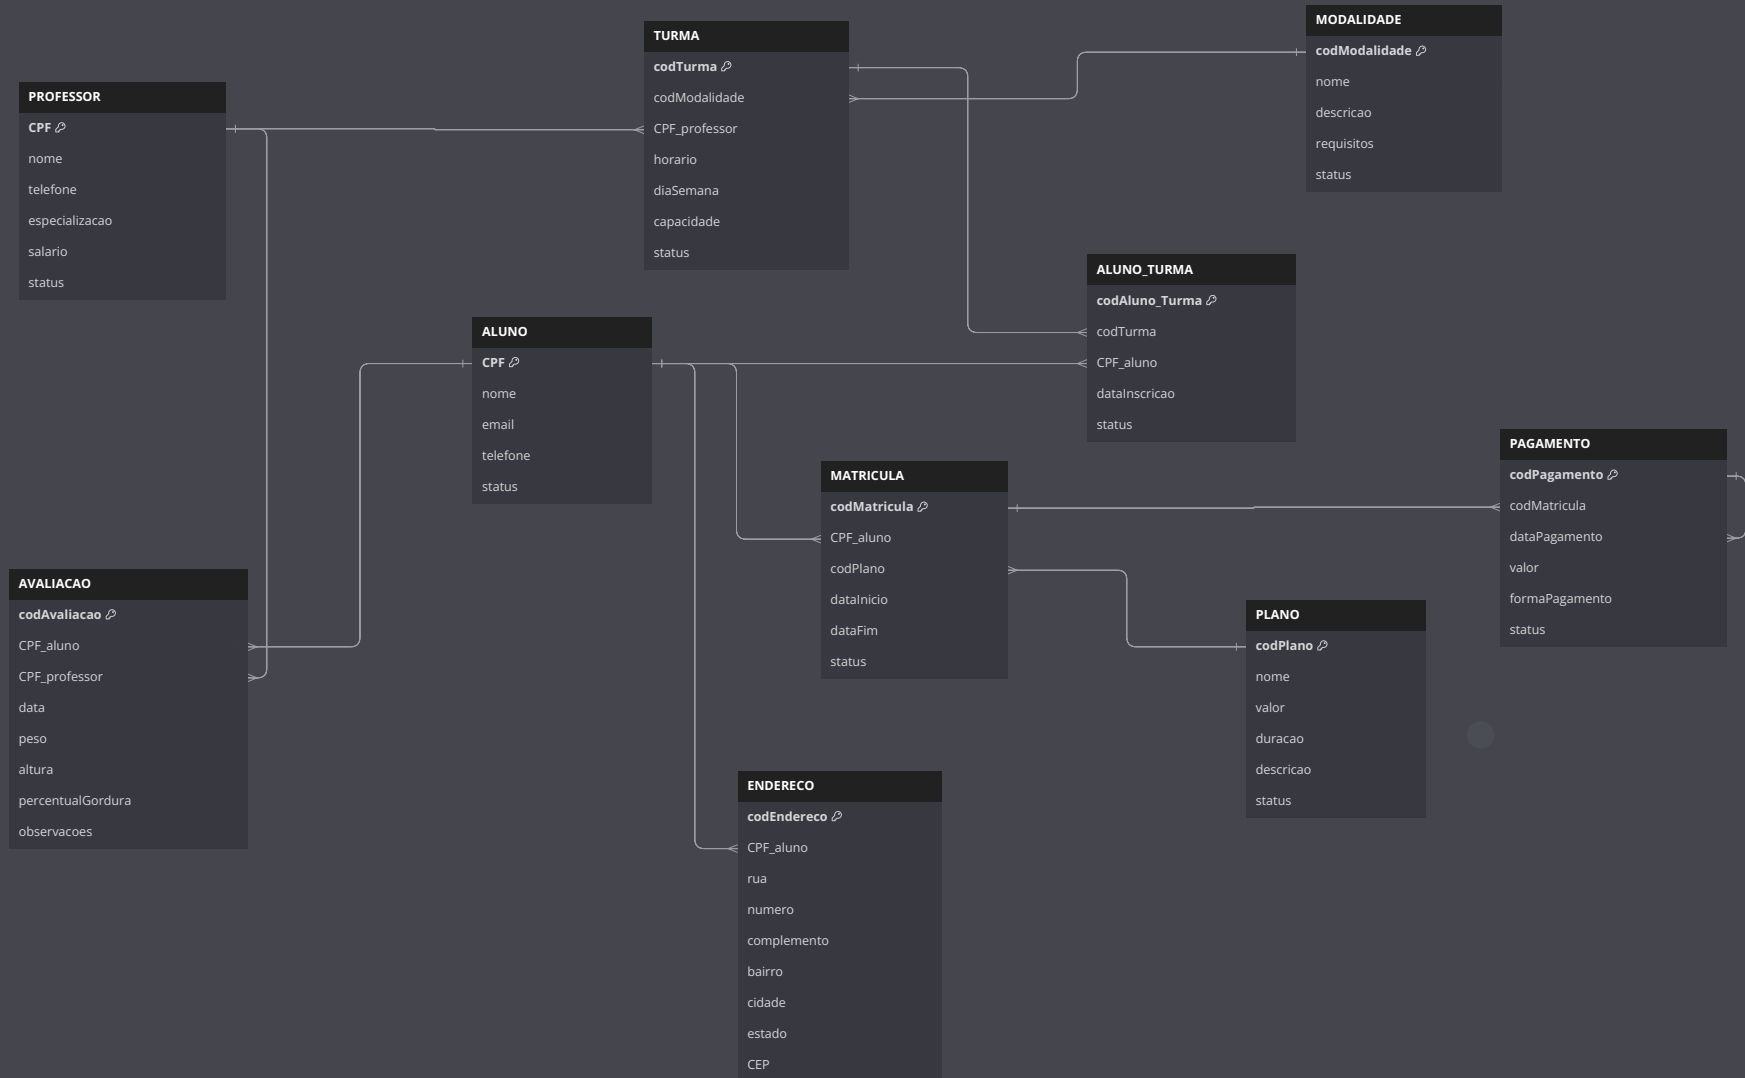 PROFESSOR
CPF
nome
telefone
especializacao
salario
status
TURMA
codTurma
codModalidade
CPF_professor
horario
diaSemana
capacidade
status
MODALIDADE
codModalidade
nome
descricao
requisitos
status
ALUNO_TURMA
codAluno_Turma
codTurma
CPF_aluno
dataInscricao
status
ALUNO
CPF
nome
email
telefone
status
MATRICULA
codMatricula
CPF_aluno
codPlano
dataInicio
dataFim
status
PAGAMENTO
codPagamento
codMatricula
dataPagamento
valor
formaPagamento
status
AVALIACAO
codAvaliacao
CPF_aluno
CPF_professor
data
peso
altura
percentualGordura
observacoes
PLANO
codPlano
nome
valor
duracao
descricao
status
ENDERECO
codEndereco
CPF_aluno
rua
numero
complemento
bairro
cidade
estado
CEP